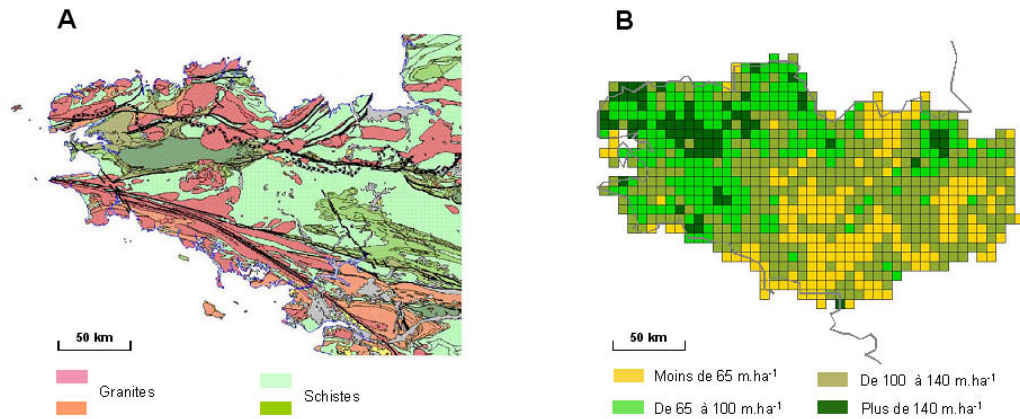 A
B
50 km
Granites
Schistes
50 km
Moins de 65 m.ha⁻¹
De 65 à 100 m.ha⁻¹
De 100 à 140 m.ha⁻¹
Plus de 140 m.ha⁻¹